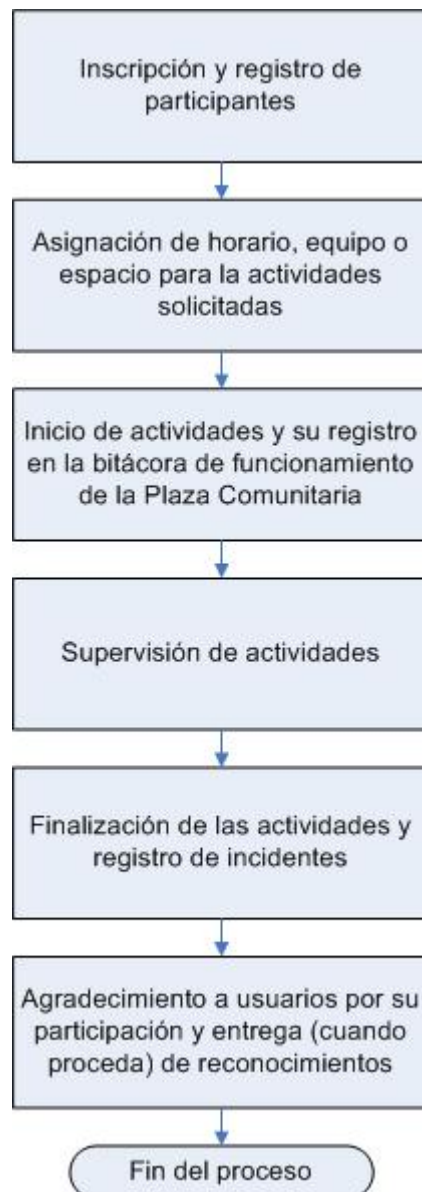 Inscripción y registro de
participantes
Asignación de horario, equipo o
espacio para la actividades
solicitadas
Inicio de actividades y su registro
en la bitácora de funcionamiento
de la Plaza Comunitaria
Supervisión de actividades
Finalización de las actividades y
registro de incidentes
Agradecimiento a usuarios por su
participación y entrega (cuando
proceda) de reconocimientos
Fin del proceso